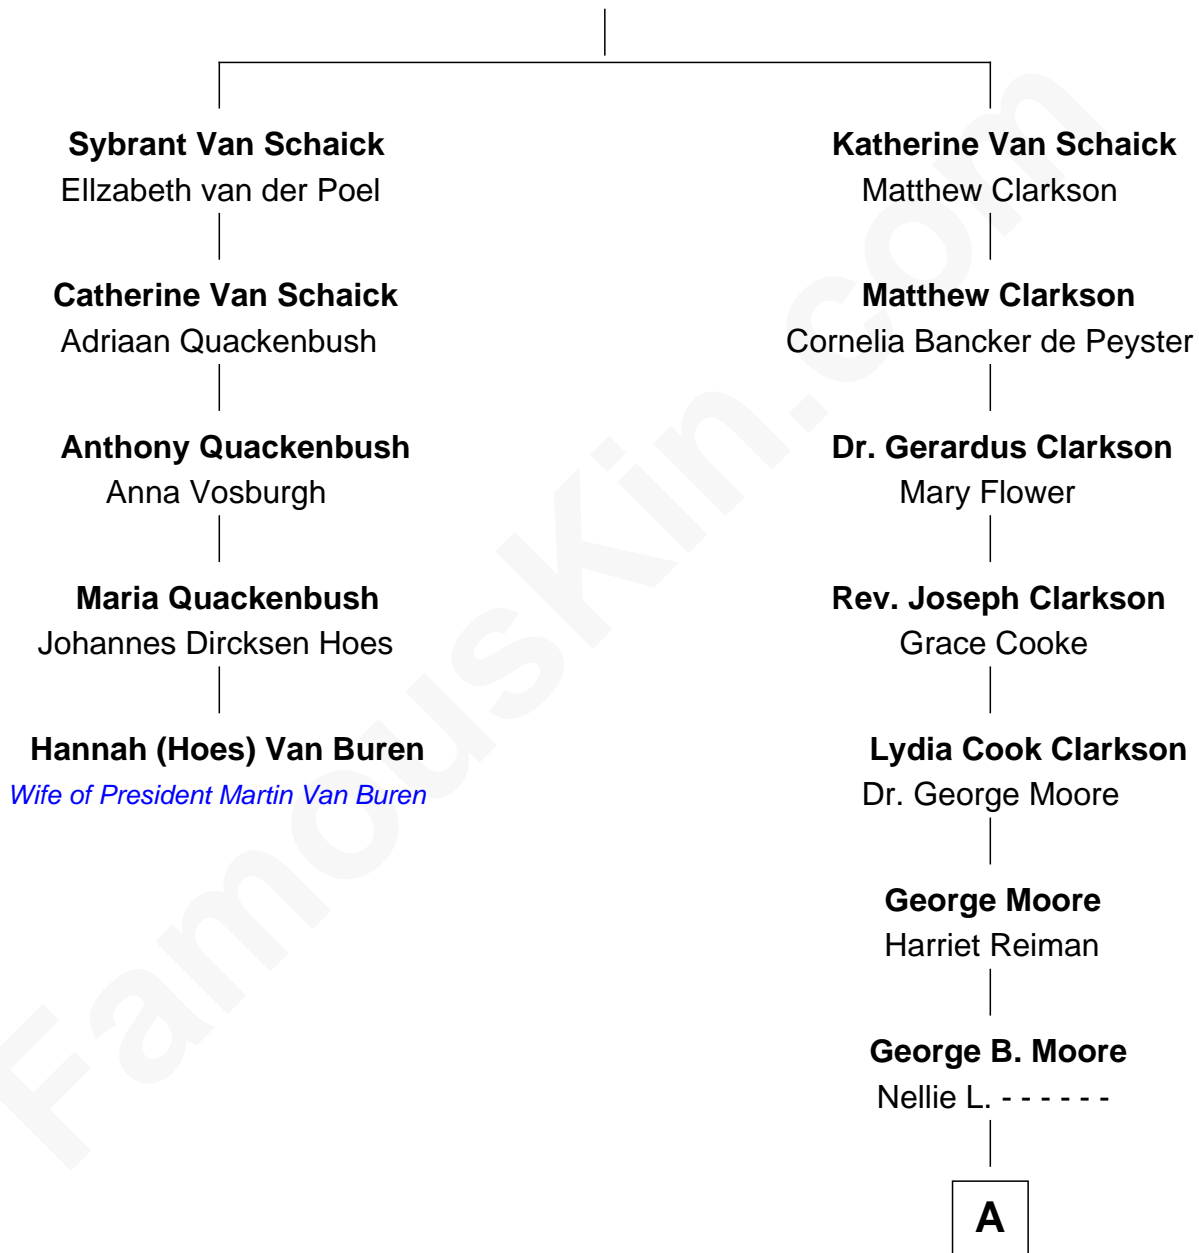 Sybrant Van Schaick
Ellzabeth van der Poel
Catherine Van Schaick
Adriaan Quackenbush
Anthony Quackenbush
Anna Vosburgh
Maria Quackenbush
Johannes Dircksen Hoes
Hannah (Hoes) Van Buren
Wife of President Martin Van Buren
Katherine Van Schaick
Matthew Clarkson
Matthew Clarkson
Cornelia Bancker de Peyster
Dr. Gerardus Clarkson
Mary Flower
Rev. Joseph Clarkson
Grace Cooke
Lydia Cook Clarkson
Dr. George Moore
George Moore
Harriet Reiman
George B. Moore
Nellie L. - - - - - -
A
FamousKin.com